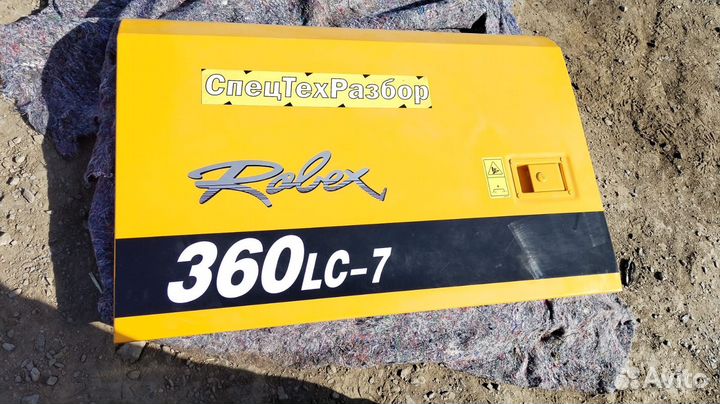 СпецТехРазбор
Robex
360LC-7
Avito